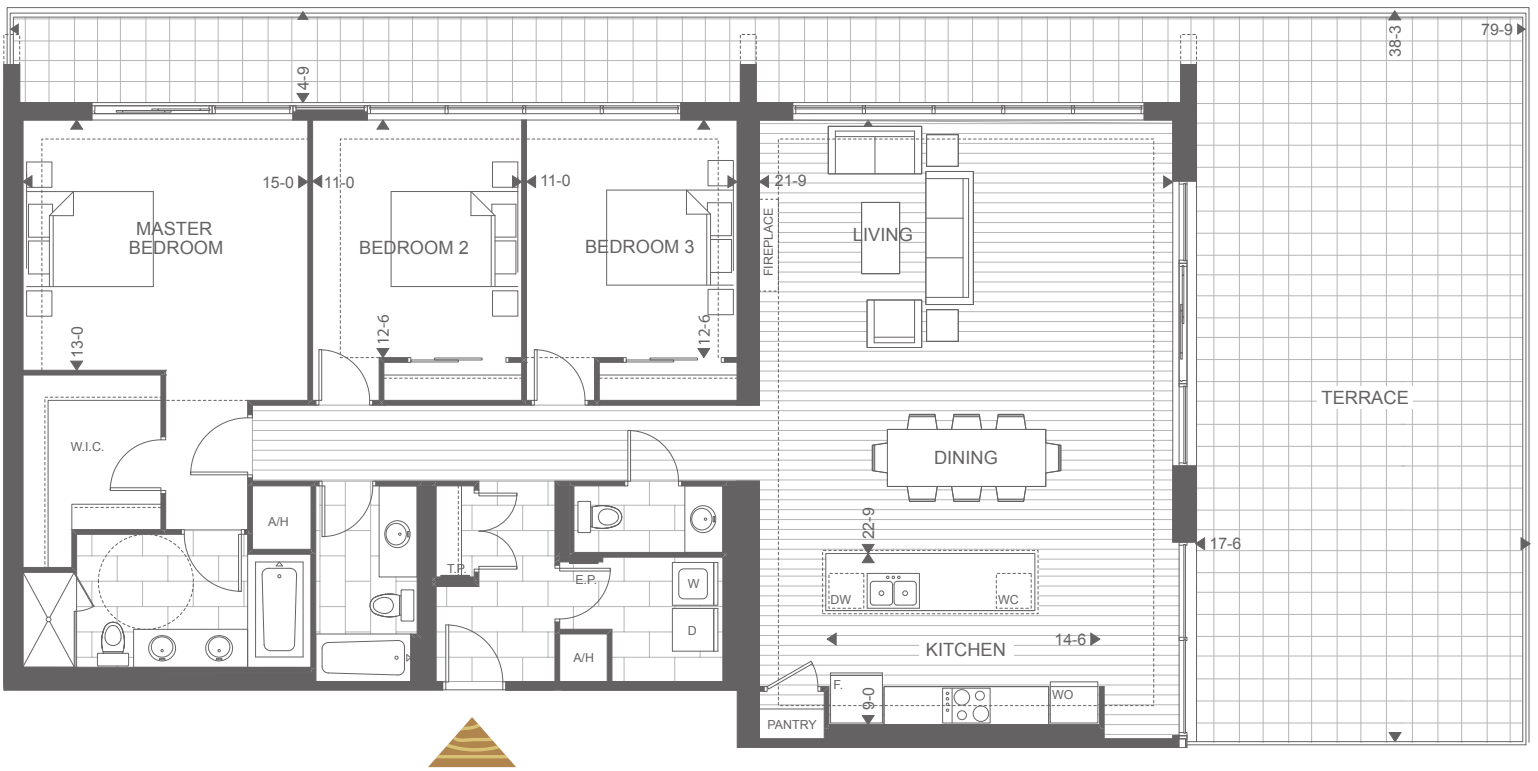 79-9
38-3
4-9
15-0
11-0
11-0
21-9
MASTER
BEDROOM
BEDROOM 2
BEDROOM 3
FIREPLACE
LIVING
13-0
12-6
12-6
TERRACE
W.I.C.
DINING
A/H
22-9
17-6
T.P.
E.P.
W
DW
WC
D
KITCHEN
14-6
A/H
F.
9-0
WO
PANTRY